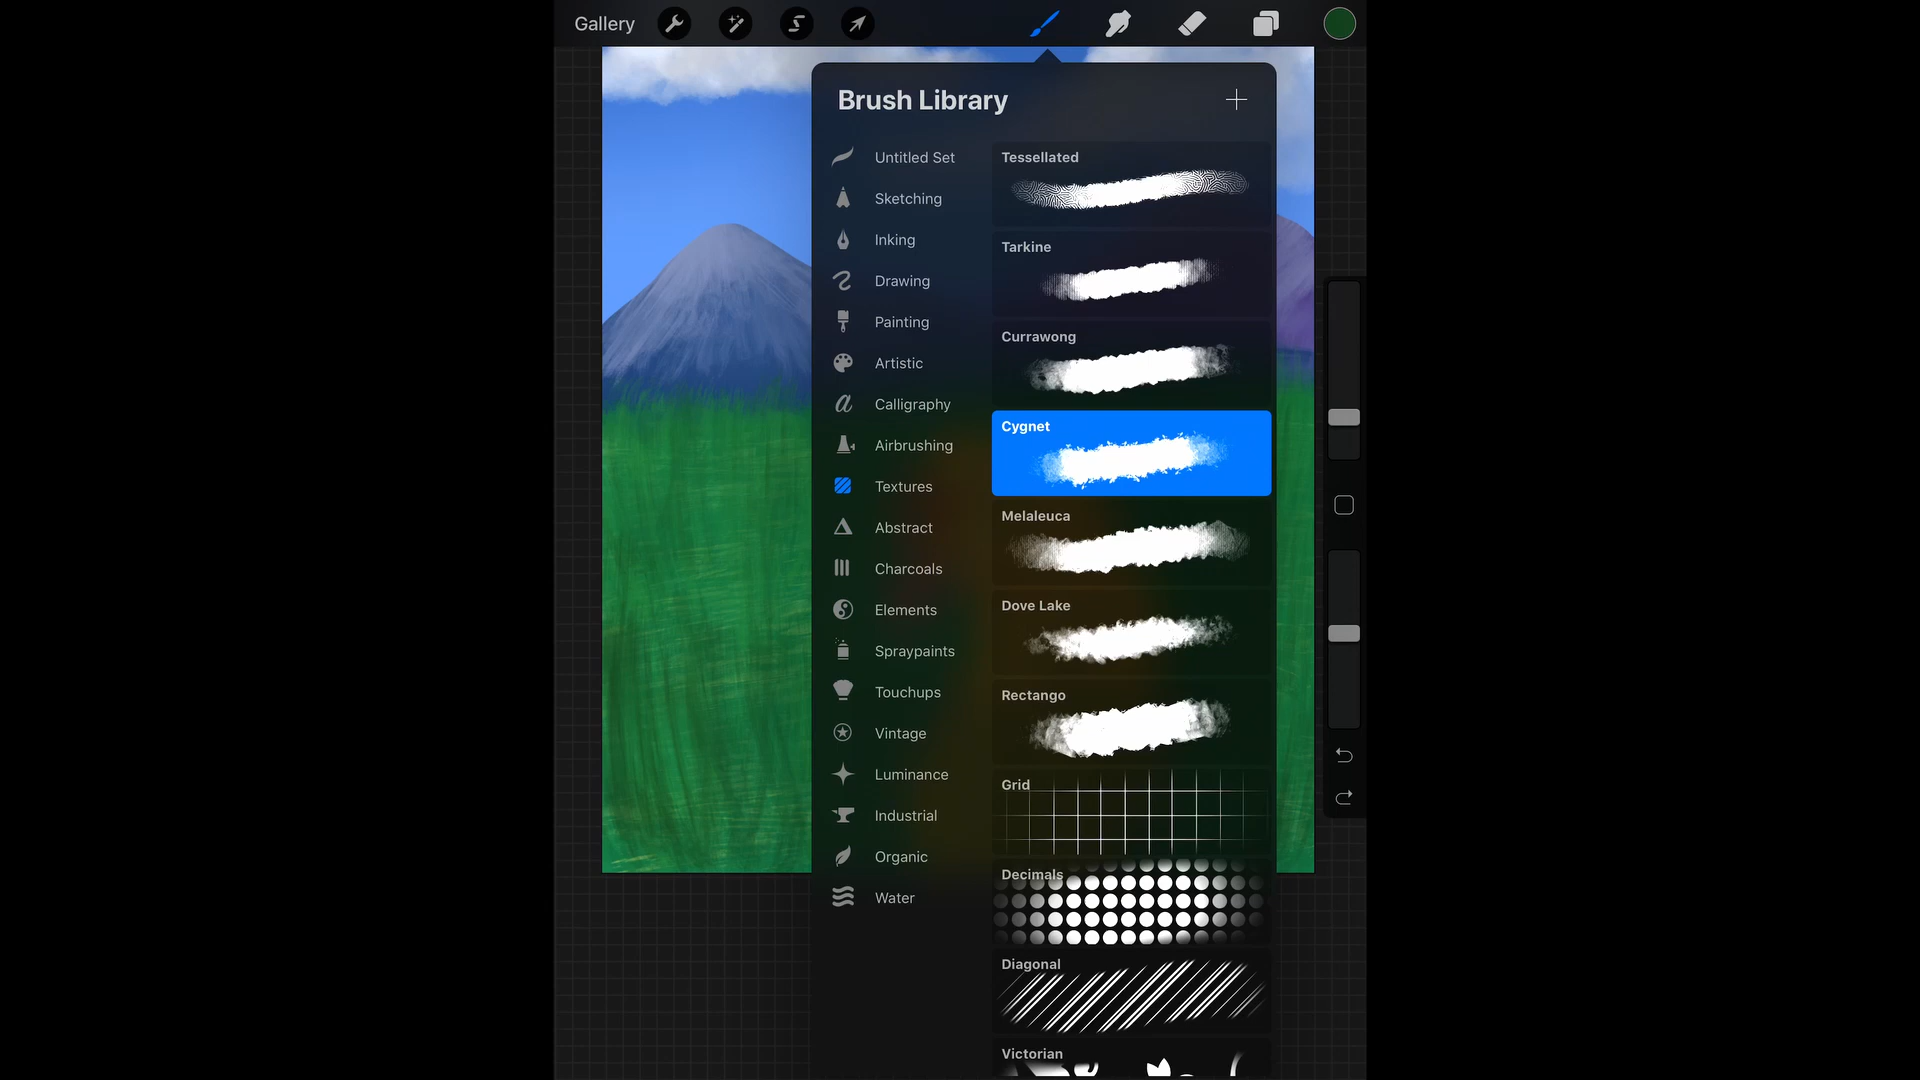 Gallery
Brush Library
Untitled Set
Sketching
Inking
Drawing
Painting
Artistic
Calligraphy
Airbrushing
Textures
Abstract
Charcoals
Elements
Spraypaints
Touchups
Vintage
Luminance
Industrial
Organic
Water
Tessellated
Tarkine
Currawong
Cygnet
Melaleuca
Dove Lake
Rectango
Grid
Decimals
Diagonal
Victorian